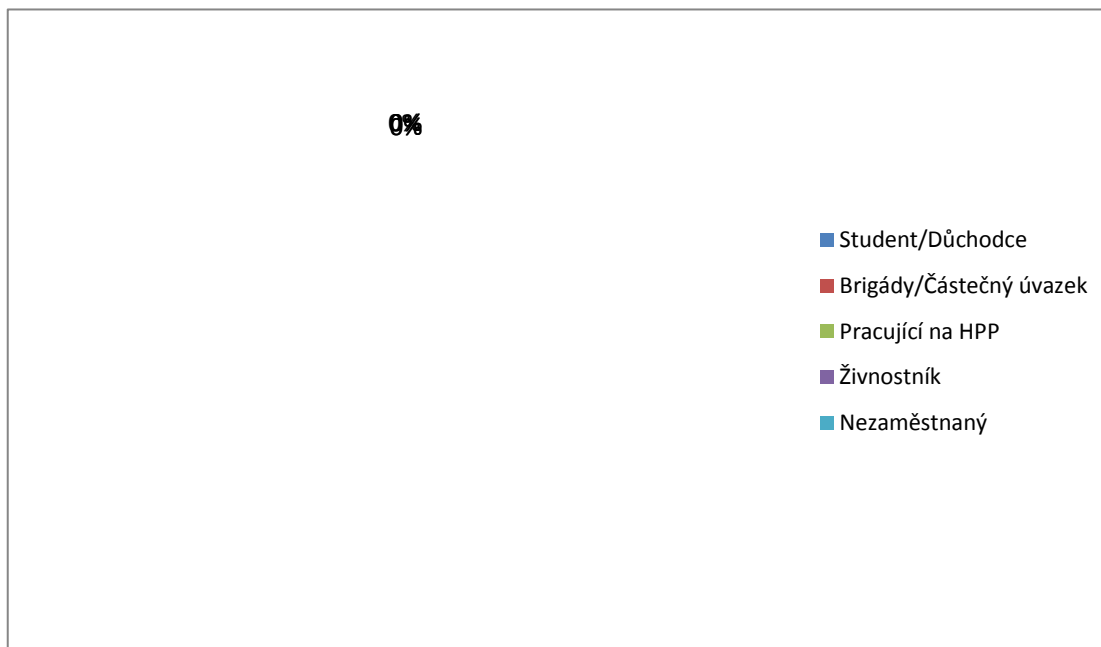 0%
Student/Důchodce
Brigády/Částečný úvazek
Pracující na HPP
Živnostník
Nezaměstnaný